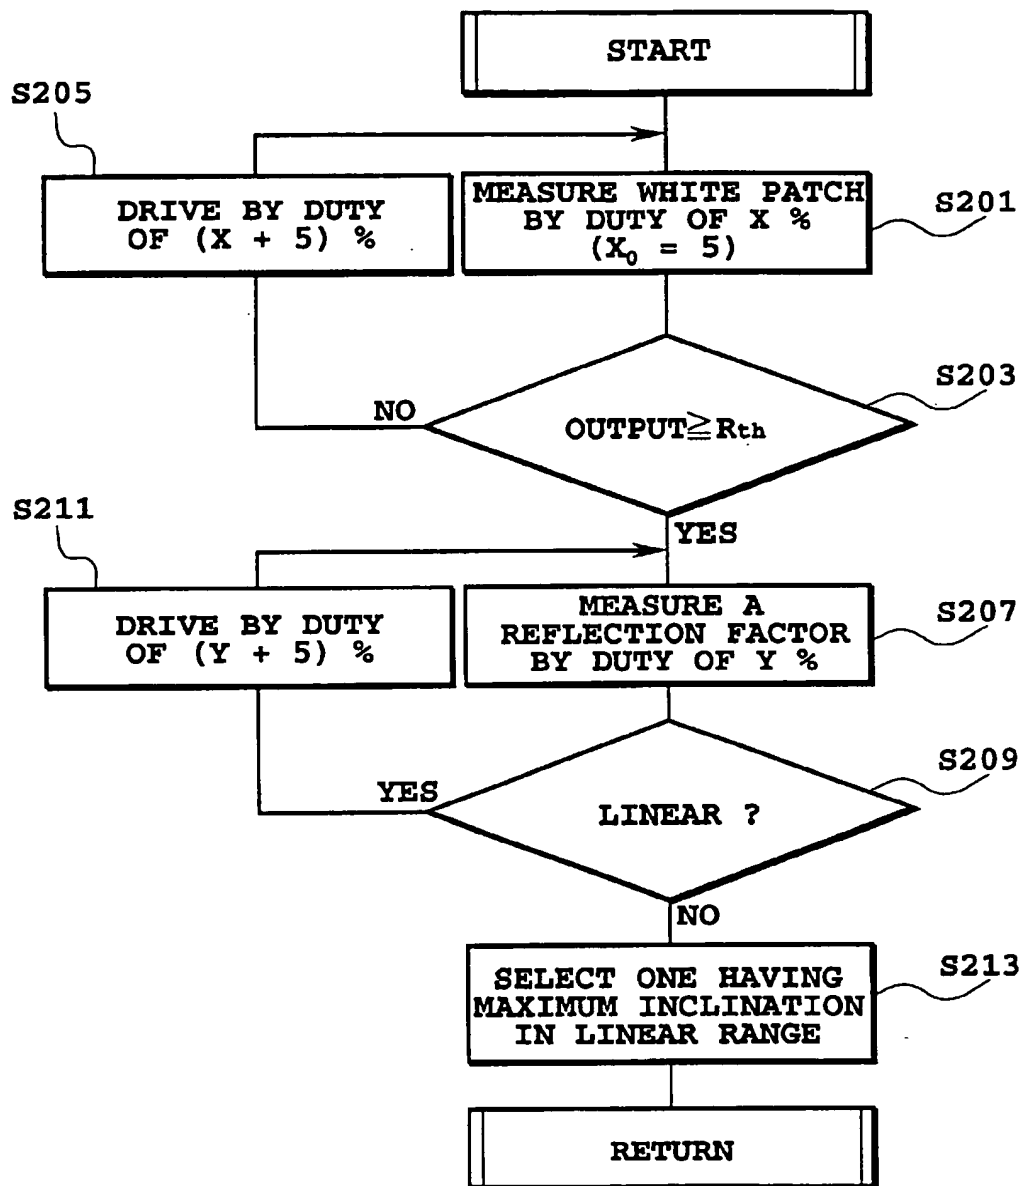 START
S205
DRIVE BY DUTY
OF (X + 5) %
MEASURE WHITE PATCH
BY DUTY OF X %
(X₀ = 5)
S201
S203
NO
OUTPUT≧Rth
YES
S211
DRIVE BY DUTY
OF (Y + 5) %
MEASURE A
REFLECTION FACTOR
BY DUTY OF Y %
S207
S209
YES
LINEAR ?
NO
SELECT ONE HAVING
MAXIMUM INCLINATION
IN LINEAR RANGE
S213
RETURN